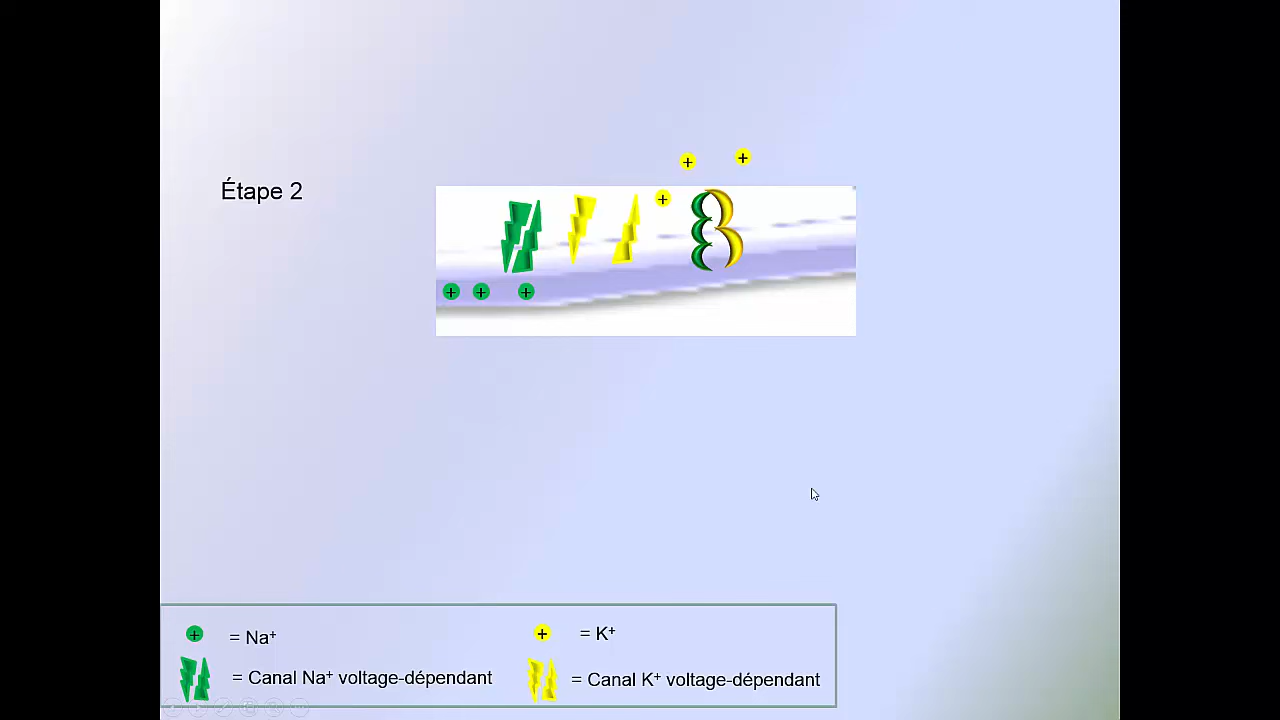 Étape 2
+ +
+
+ + +
+ = Na⁺ + = K⁺
= Canal Na⁺ voltage-dépendant = Canal K⁺ voltage-dépendant